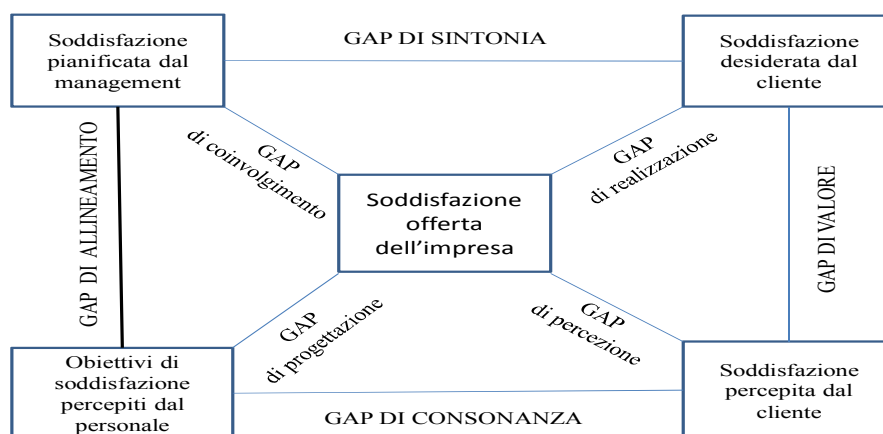 Soddisfazione
pianificata dal
management
GAP DI SINTONIA
Soddisfazione
desiderata dal
cliente
GAP DI ALLINEAMENTO
GAP
di coinvolgimento
GAP
di realizzazione
Soddisfazione
offerta
dell'impresa
GAP DI VALORE
GAP
di progettazione
GAP
di percezione
Obiettivi di
soddisfazione
percepiti dal
personale
GAP DI CONSONANZA
Soddisfazione
percepita dal
cliente